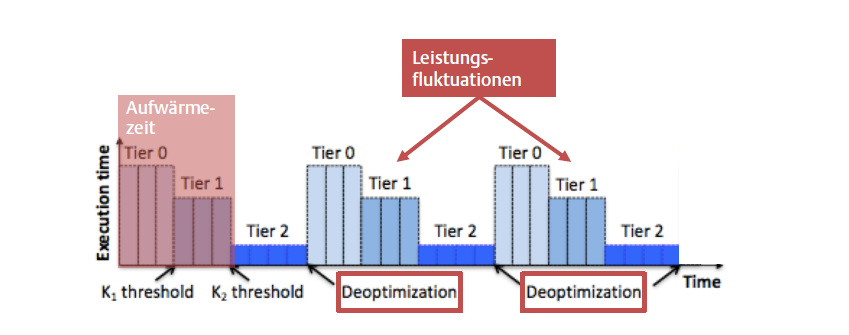 Leistungs-
fluktuationen
Aufwärme-
zeit
Execution time
Tier 0
Tier 1
Tier 2
Tier 0
Tier 1
Tier 2
Tier 0
Tier 1
Tier 2
Time
K1 threshold
K2 threshold
Deoptimization
Deoptimization